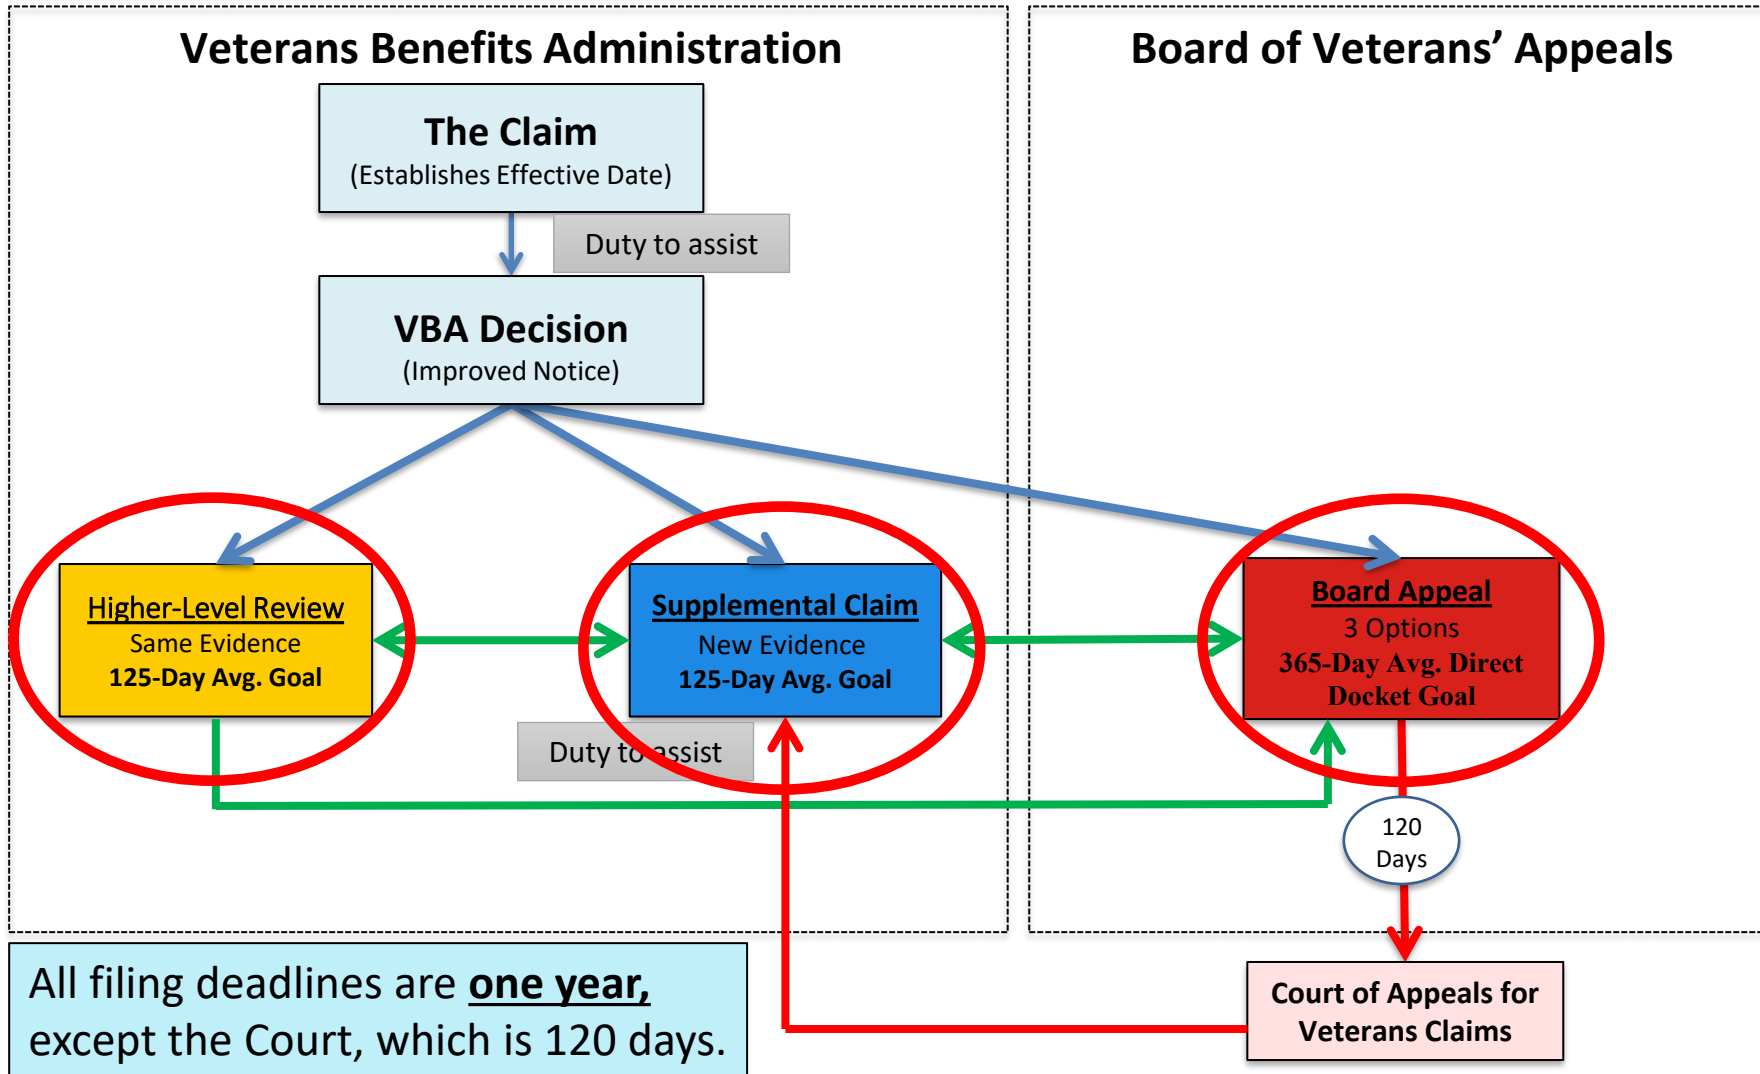 Veterans Benefits Administration
Board of Veterans’ Appeals
The Claim
(Establishes Effective Date)
Duty to assist
VBA Decision
(Improved Notice)
Higher-Level Review
Same Evidence
125-Day Avg. Goal
Supplemental Claim
New Evidence
125-Day Avg. Goal
Board Appeal
3 Options
365-Day Avg. Direct
Docket Goal
Duty to assist
120
Days
All filing deadlines are one year,
except the Court, which is 120 days.
Court of Appeals for
Veterans Claims